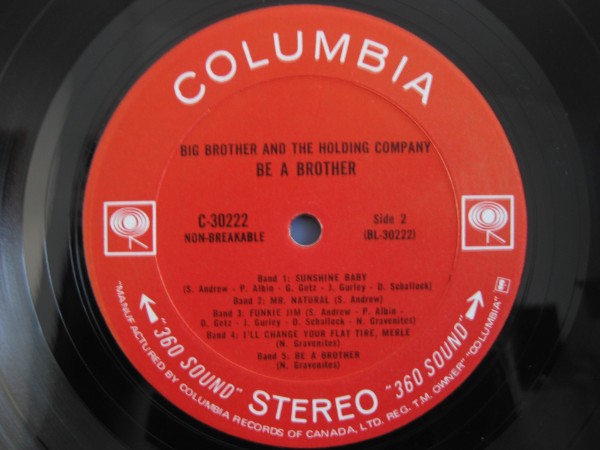 COLUMBIA
BIG BROTHER AND THE HOLDING COMPANY
BE A BROTHER
C-30222
NON-BREAKABLE
Side 2
(BL-30222)
Band 1: SUNSHINE BABY
(S. Andrew - P. Albin - G. Getz - J. Gurley - D. Schallock)
Band 2: MR. NATURAL (S. Andrew)
Band 3: FUNKIE JIM (S. Andrew - P. Albin -
D. Getz - J. Gurley - D. Schallock - N. Gravenites)
Band 4: I'LL CHANGE YOUR FLAT TIRE, MERLE
(N. Gravenites)
Band 5: BE A BROTHER
(N. Gravenites)
"360 SOUND" STEREO "360 SOUND"
"MANUFACTURED BY COLUMBIA RECORDS OF CANADA, LTD. REG. T.M. OWNER" "COLUMBIA"